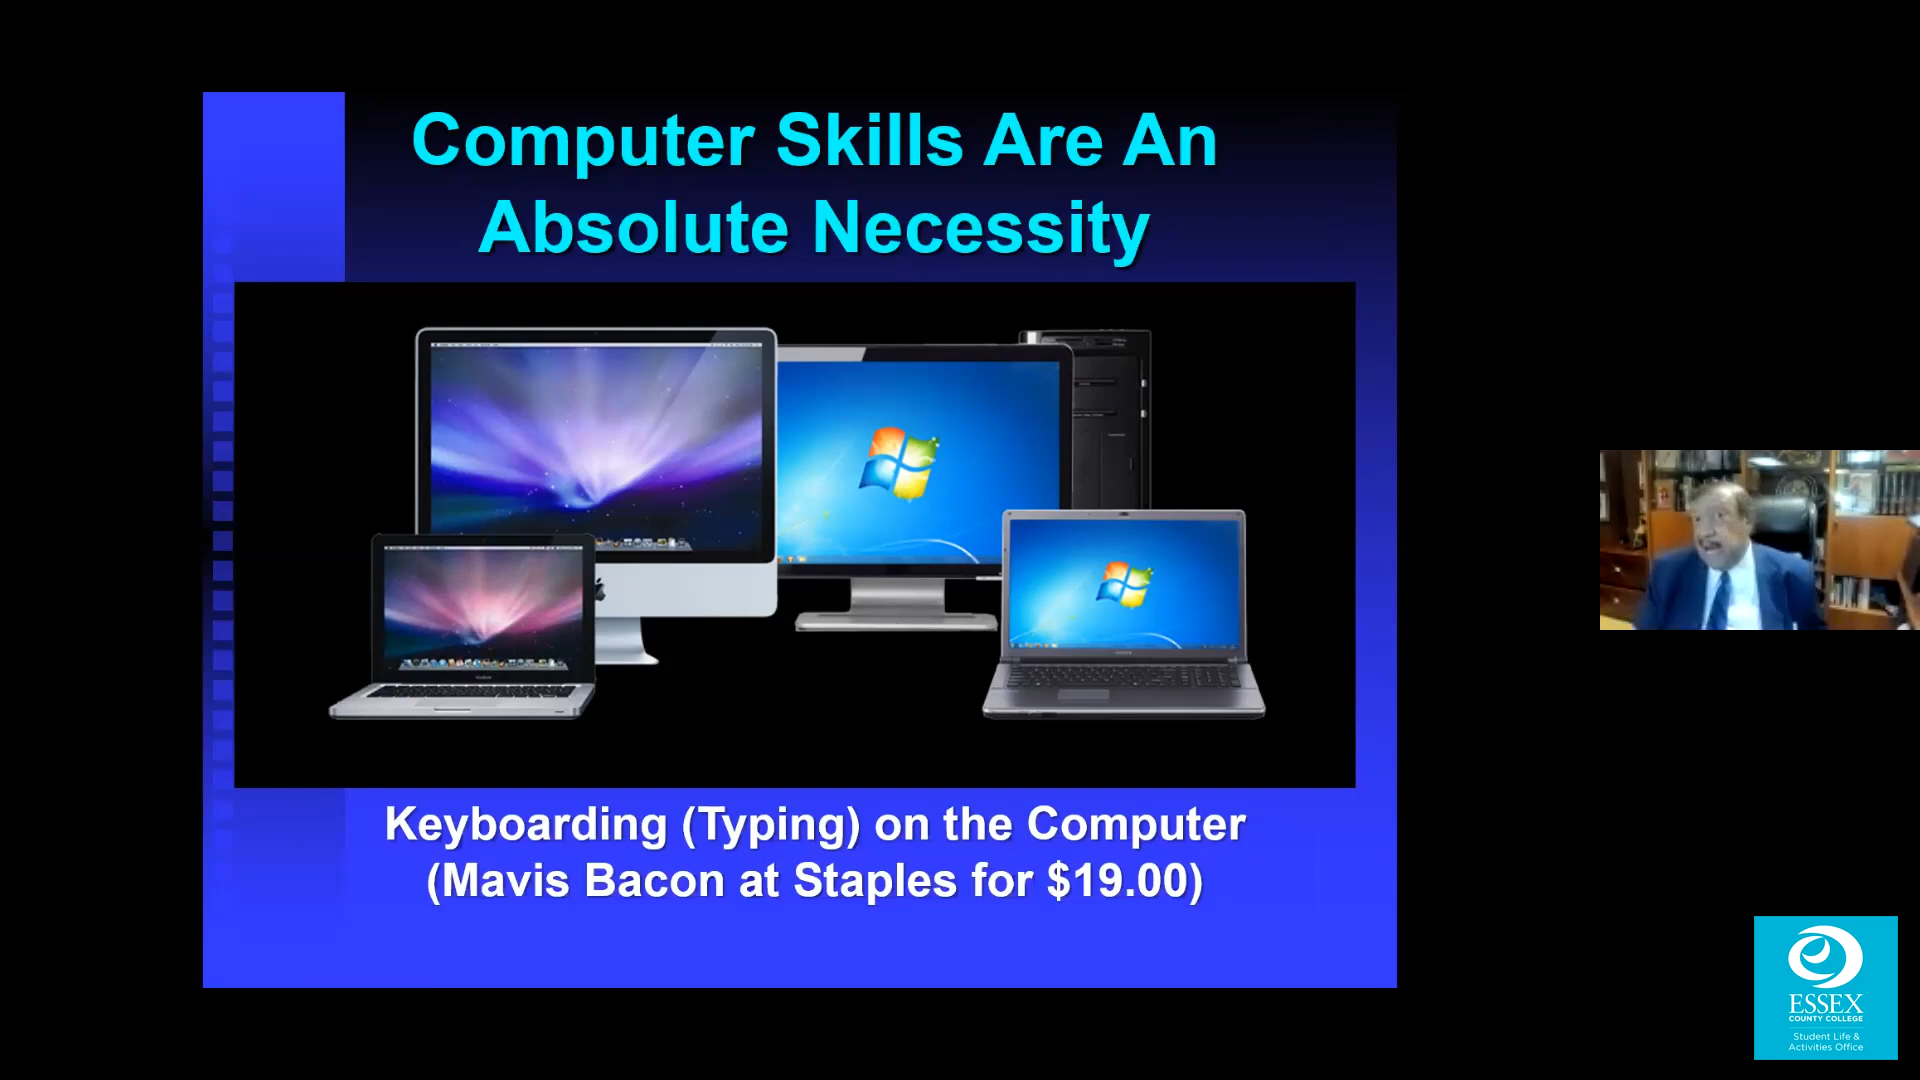 Computer Skills Are An
Absolute Necessity
Keyboarding (Typing) on the Computer
(Mavis Bacon at Staples for $19.00)
ESSEX
COUNTY COLLEGE
Student Life &
Activities Office